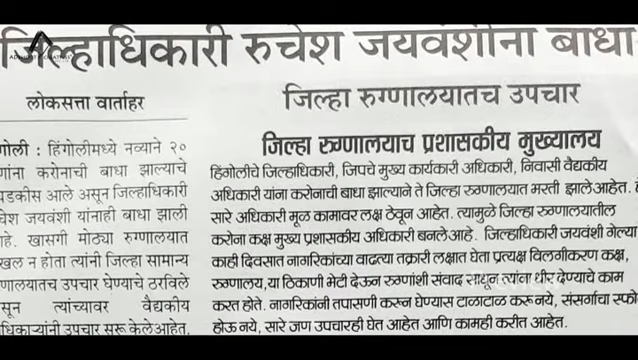 जिल्हाधिकारी रुचेश जयवंशींना बाधा
लोकसत्ता वार्ताहर
हिंगोलीमध्ये नव्याने २०
करोनाची बाधा झाल्याचे
आले असून जिल्हाधिकारी
जयवंशी यांनाही बाधा झाली
खासगी मोठ्या रुग्णालयात
न होता त्यांनी जिल्हा सामान्य
उपचार घेण्याचे ठरविले
त्यांच्यावर वैद्यकीय
उपचार सुरू केले आहेत.
जिल्हा रुग्णालयातच उपचार
जिल्हा रुग्णालयाच प्रशासकीय मुख्यालय
हिंगोलीचे जिल्हाधिकारी, जिपचे मुख्य कार्यकारी अधिकारी, निवासी वैद्यकीय
अधिकारी यांना करोनाची बाधा झाल्याने ते जिल्हा रुग्णालयात भरती झाले आहेत.
सारे अधिकारी मूळ कामावर लक्ष ठेवून आहेत. त्यामुळे जिल्हा रुग्णालयातील
करोना कक्ष मुख्य प्रशासकीय अधिकारी बनले आहे. जिल्हाधिकारी जयवंशी गेल्या
काही दिवसात नागरिकांच्या वाढत्या तक्रारी लक्षात घेता प्रत्यक्ष विलगीकरण कक्ष,
रुग्णालय, या ठिकाणी भेटी देऊन रुग्णांशी संवाद साधून त्यांना धीर देण्याचे काम
करत होते. नागरिकांनी तपासणी करून घेण्यास टाळाटाळ करू नये, संसर्गाचा
होऊ नये, सारे जण उपचारही घेत आहेत आणि कामही करीत आहेत.